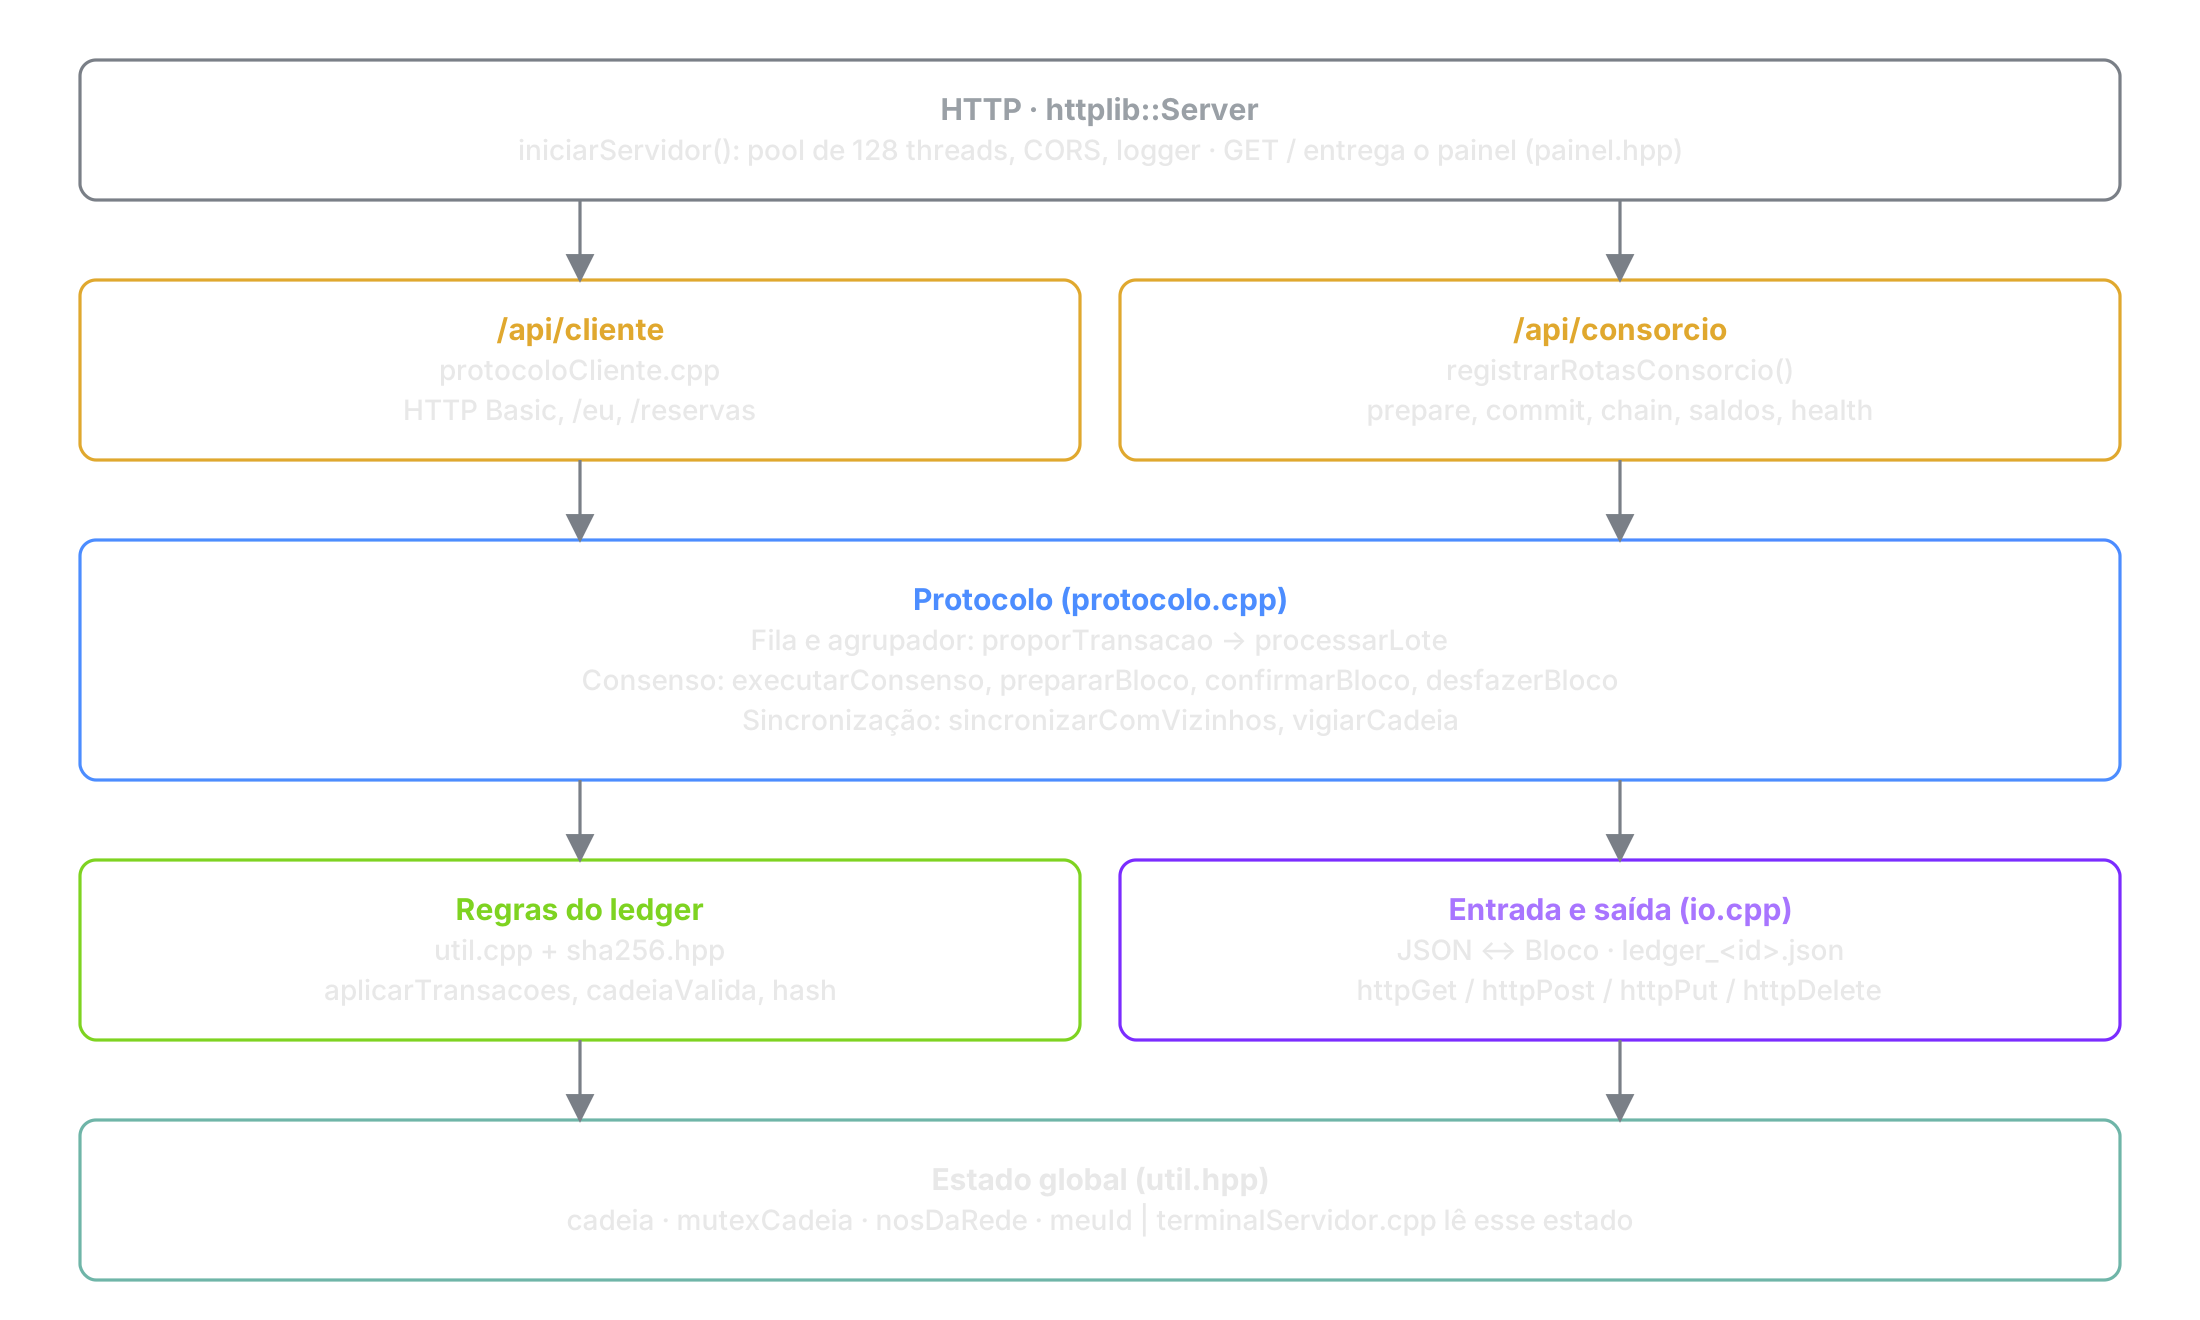 HTTP · httplib::Server
iniciarServidor(): pool de 128 threads, CORS, logger · GET / entrega o painel (painel.hpp)
/api/cliente
protocoloCliente.cpp
HTTP Basic, /eu, /reservas
/api/consorcio
registrarRotasConsorcio()
prepare, commit, chain, saldos, health
Protocolo (protocolo.cpp)
Fila e agrupador: proporTransacao → processarLote
Consenso: executarConsenso, prepararBloco, confirmarBloco, desfazerBloco
Sincronização: sincronizarComVizinhos, vigiarCadeia
Regras do ledger
util.cpp + sha256.hpp
aplicarTransacoes, cadeiaValida, hash
Entrada e saída (io.cpp)
JSON ↔ Bloco · ledger_<id>.json
httpGet / httpPost / httpPut / httpDelete
Estado global (util.hpp)
cadeia · mutexCadeia · nosDaRede · meuId | terminalServidor.cpp lê esse estado